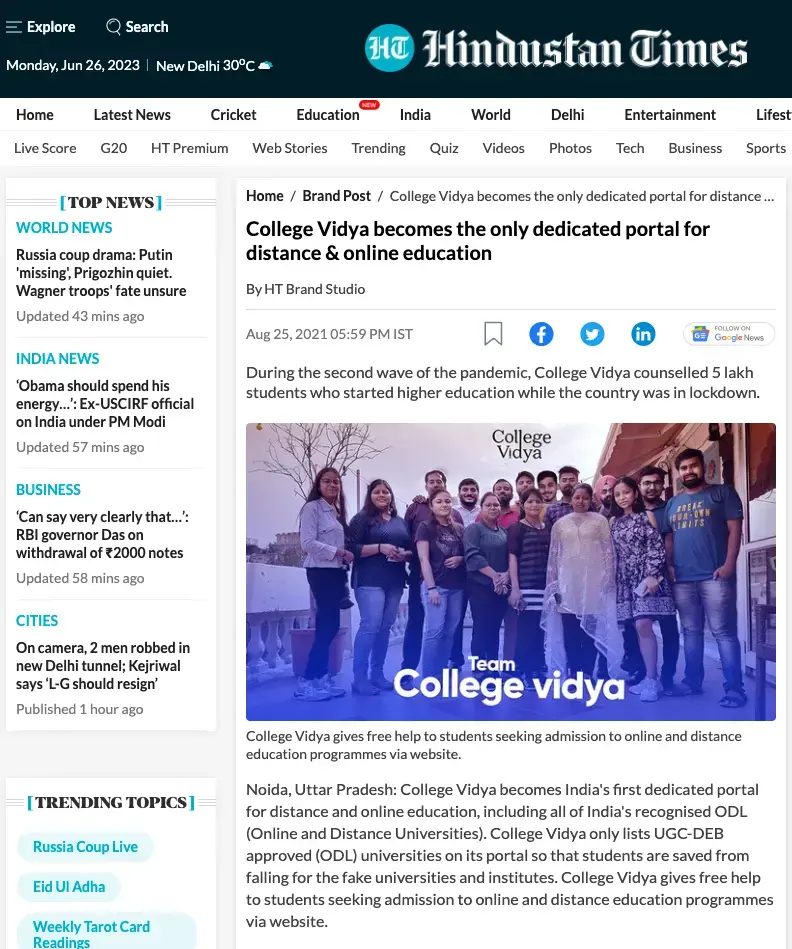 Explore
Search
Monday, Jun 26, 2023 | New Delhi 30⁰C
HT Hindustan Times
Home Latest News Cricket Education NEW India World Delhi Entertainment Lifest
Live Score G20 HT Premium Web Stories Trending Quiz Videos Photos Tech Business Sports
[TOP NEWS]
WORLD NEWS
Russia coup drama: Putin
'missing', Prigozhin quiet.
Wagner troops' fate unsure
Updated 43 mins ago
INDIA NEWS
‘Obama should spend his
energy…’: Ex-USCIRF official
on India under PM Modi
Updated 57 mins ago
BUSINESS
‘Can say very clearly that…’:
RBI governor Das on
withdrawal of ₹2000 notes
Updated 58 mins ago
CITIES
On camera, 2 men robbed in
new Delhi tunnel; Kejriwal
says ‘L-G should resign’
Published 1 hour ago
[TRENDING TOPICS]
Russia Coup Live
Eid Ul Adha
Weekly Tarot Card
Readings
Home / Brand Post / College Vidya becomes the only dedicated portal for distance ...
College Vidya becomes the only dedicated portal for
distance & online education
By HT Brand Studio
Aug 25, 2021 05:59 PM IST
FOLLOW ON
Google News
During the second wave of the pandemic, College Vidya counselled 5 lakh
students who started higher education while the country was in lockdown.
College
Vidya
BREAK
YOUR-OWN
LIMITS
Team
College vidya
College Vidya gives free help to students seeking admission to online and distance
education programmes via website.
Noida, Uttar Pradesh: College Vidya becomes India's first dedicated portal
for distance and online education, including all of India's recognised ODL
(Online and Distance Universities). College Vidya only lists UGC-DEB
approved (ODL) universities on its portal so that students are saved from
falling for the fake universities and institutes. College Vidya gives free help
to students seeking admission to online and distance education programmes
via website.